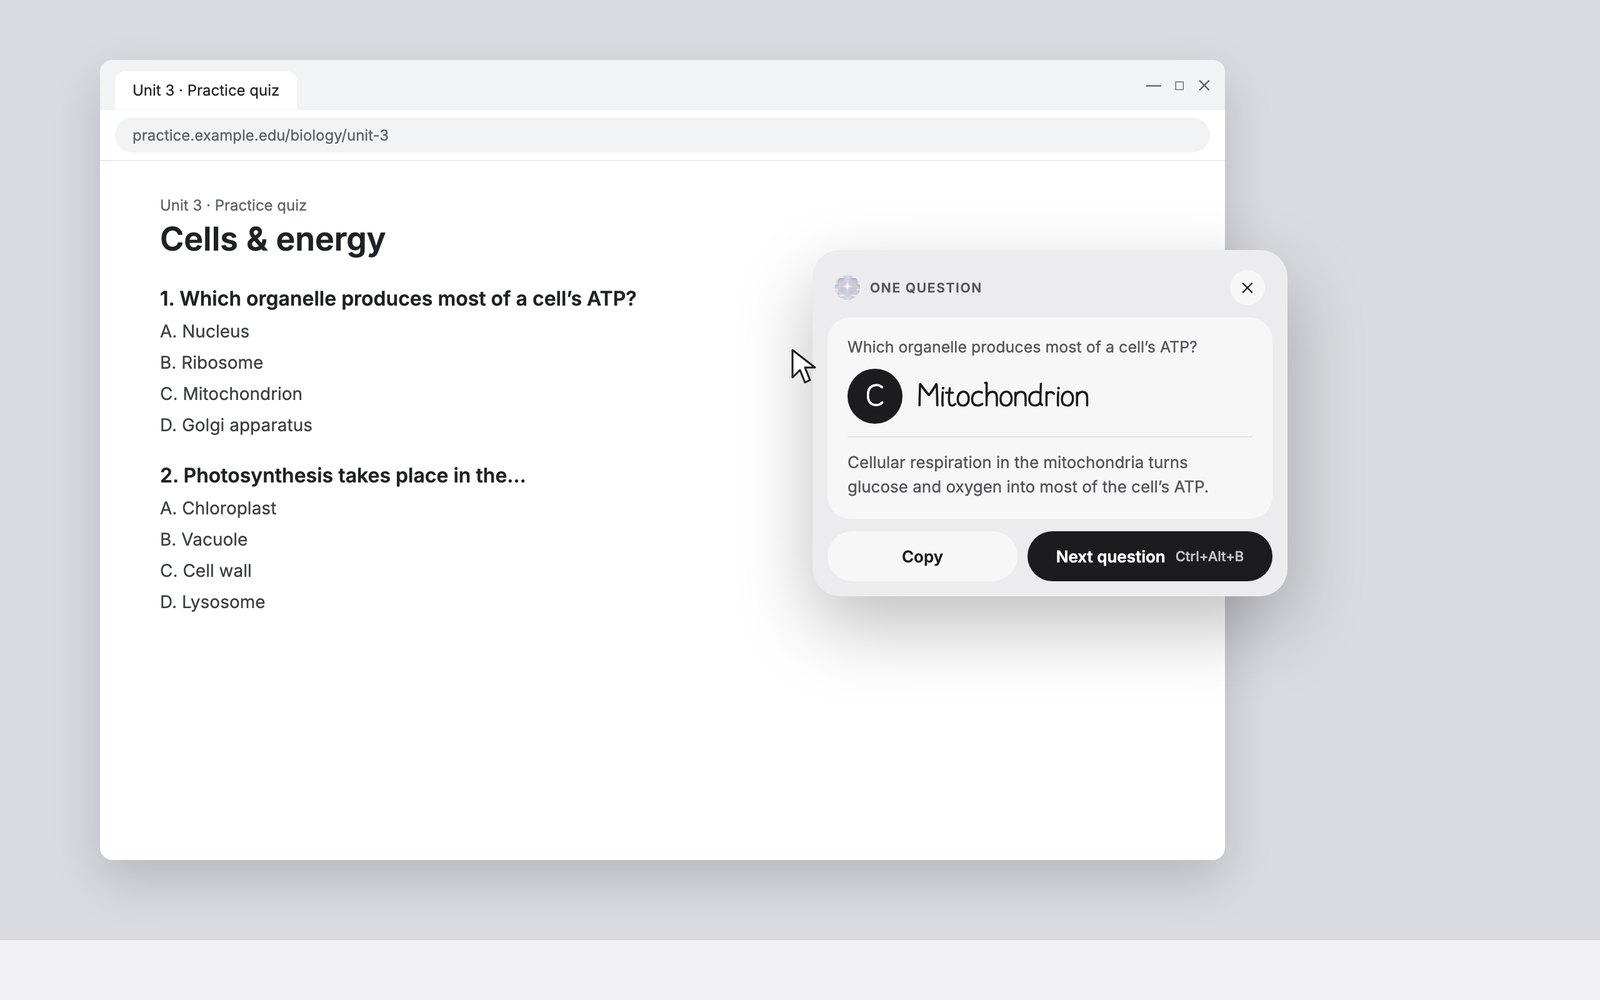 Unit 3 · Practice quiz
practice.example.edu/biology/unit-3
Unit 3 · Practice quiz
Cells & energy
1. Which organelle produces most of a cell’s ATP?
A. Nucleus
B. Ribosome
C. Mitochondrion
D. Golgi apparatus
2. Photosynthesis takes place in the…
A. Chloroplast
B. Vacuole
C. Cell wall
D. Lysosome
ONE QUESTION
Which organelle produces most of a cell’s ATP?
C Mitochondrion
Cellular respiration in the mitochondria turns
glucose and oxygen into most of the cell’s ATP.
Copy
Next question Ctrl+Alt+B